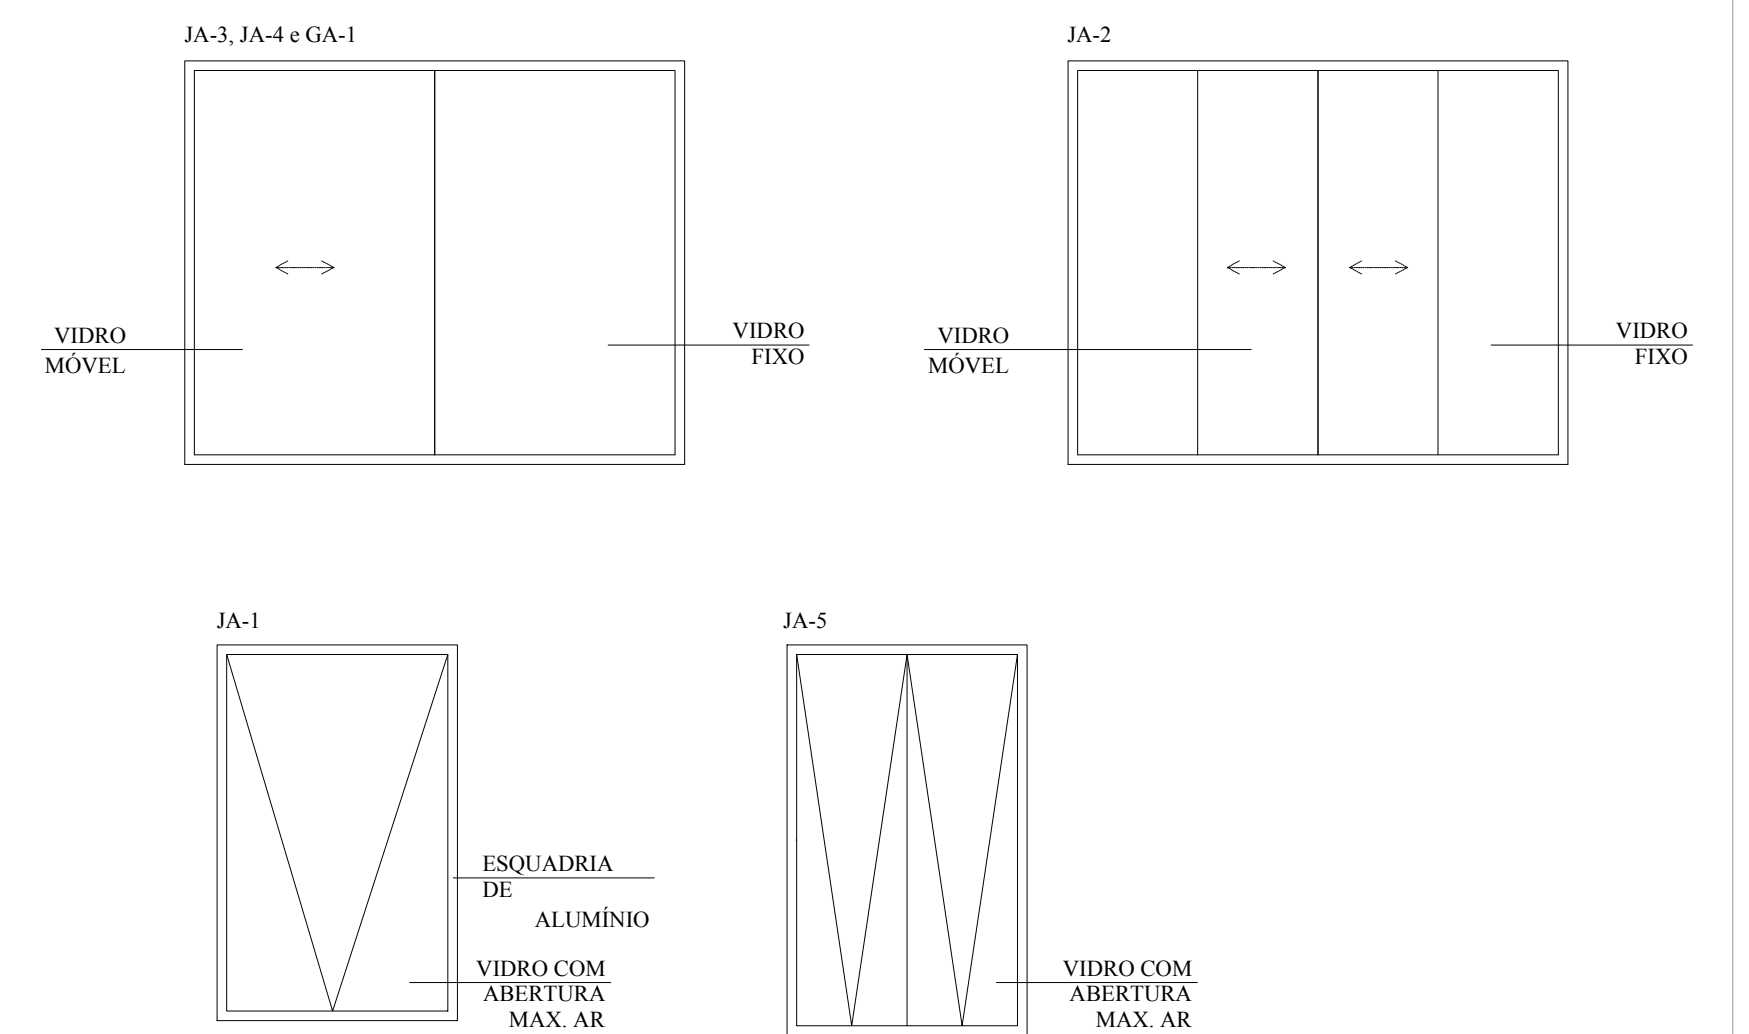 JA-3, JA-4 e GA-1
JA-2
VIDRO
MÓVEL
VIDRO
FIXO
VIDRO
MÓVEL
VIDRO
FIXO
JA-1
JA-5
ESQUADRIA
DE
ALUMÍNIO
VIDRO COM
ABERTURA
MAX. AR
VIDRO COM
ABERTURA
MAX. AR